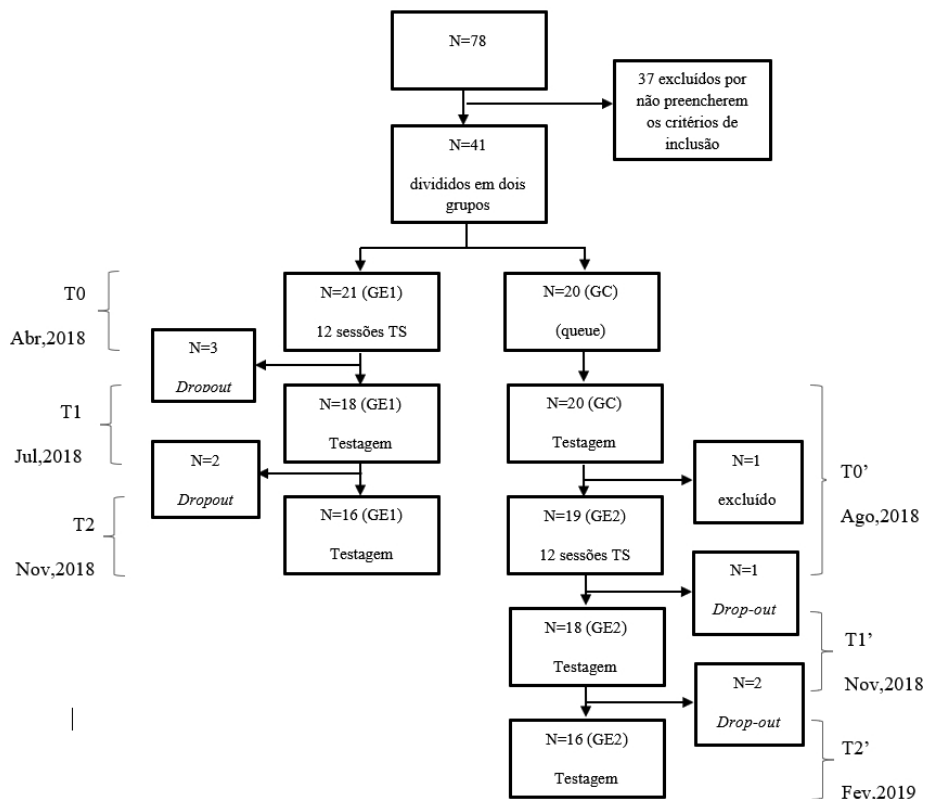 N=78
37 excluídos por
não preencherem
os critérios de
inclusão
N=41
divididos em dois
grupos
T0
Abr,2018
N=21 (GE1)
12 sessões TS
N=20 (GC)
(queue)
N=3
Dropout
T1
Jul,2018
N=18 (GE1)
Testagem
N=20 (GC)
Testagem
N=2
Dropout
N=1
excluído
T0’
Ago,2018
T2
Nov,2018
N=16 (GE1)
Testagem
N=19 (GE2)
12 sessões TS
N=1
Drop-out
N=18 (GE2)
Testagem
T1’
Nov,2018
N=2
Drop-out
N=16 (GE2)
Testagem
T2’
Fev,2019